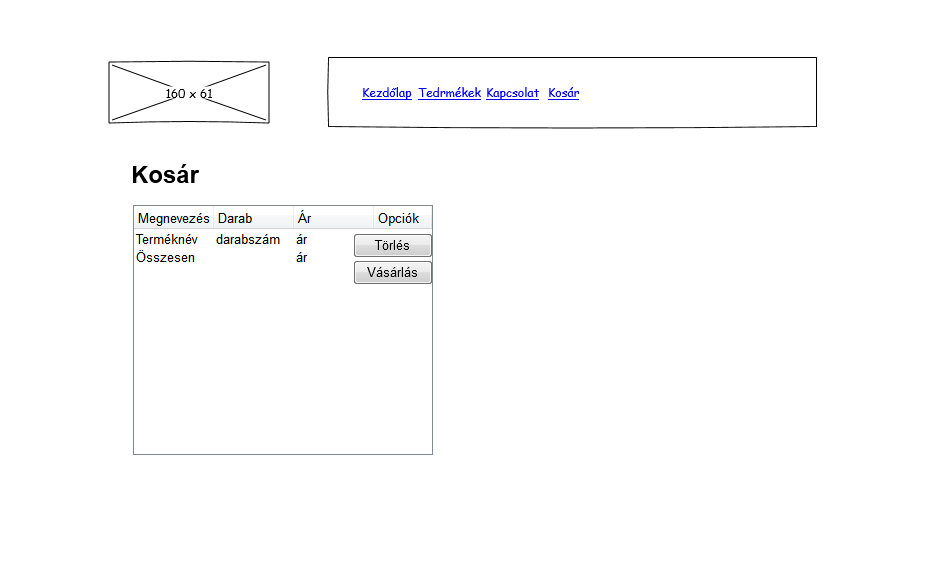 160 x 61
Kezdőlap Tedrmékek Kapcsolat Kosár
Kosár
Megnevezés Darab Ár Opciók
Terméknév darabszám ár Törlés
Összesen ár Vásárlás